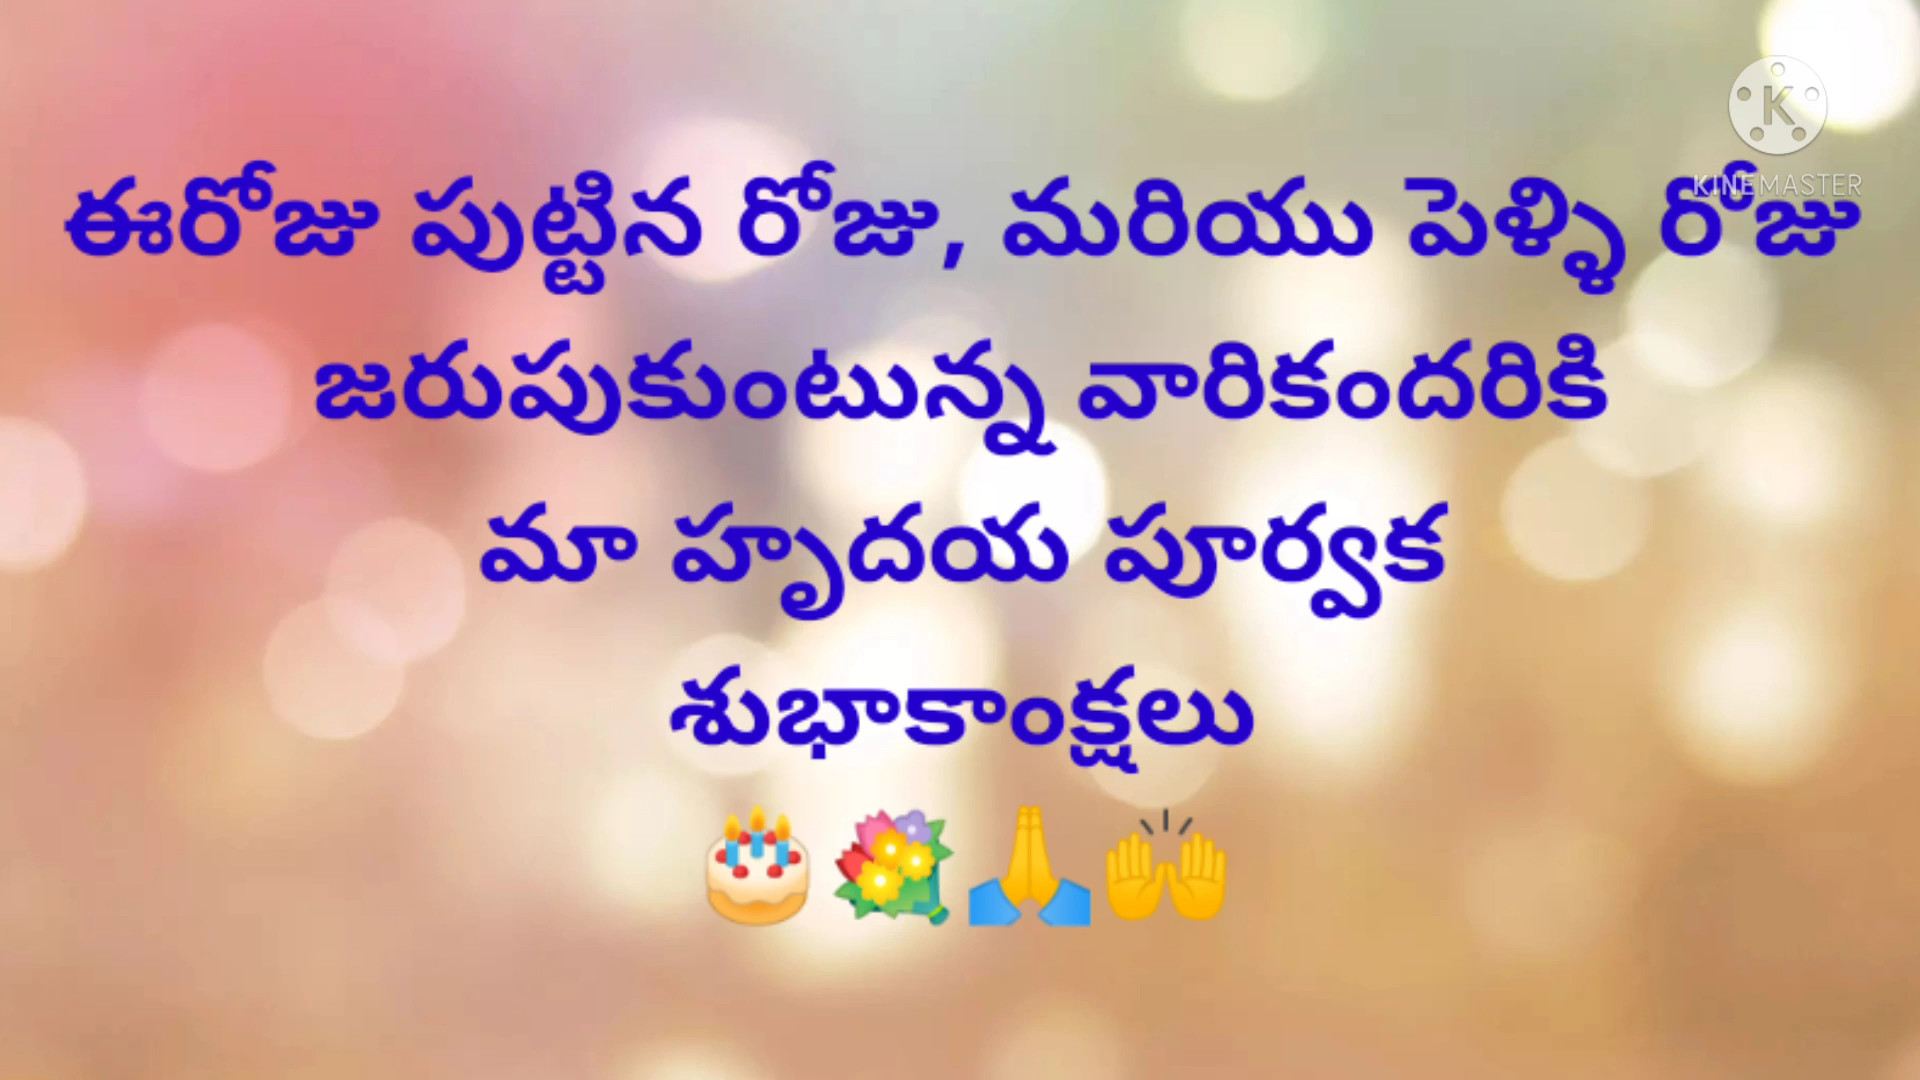 KINEMASTER
ఈరోజు పుట్టిన రోజు, మరియు పెళ్ళి రోజు
జరుపుకుంటున్న వారికందరికి
మా హృదయ పూర్వక
శుభాకాంక్షలు
🎂💐🙏🙌